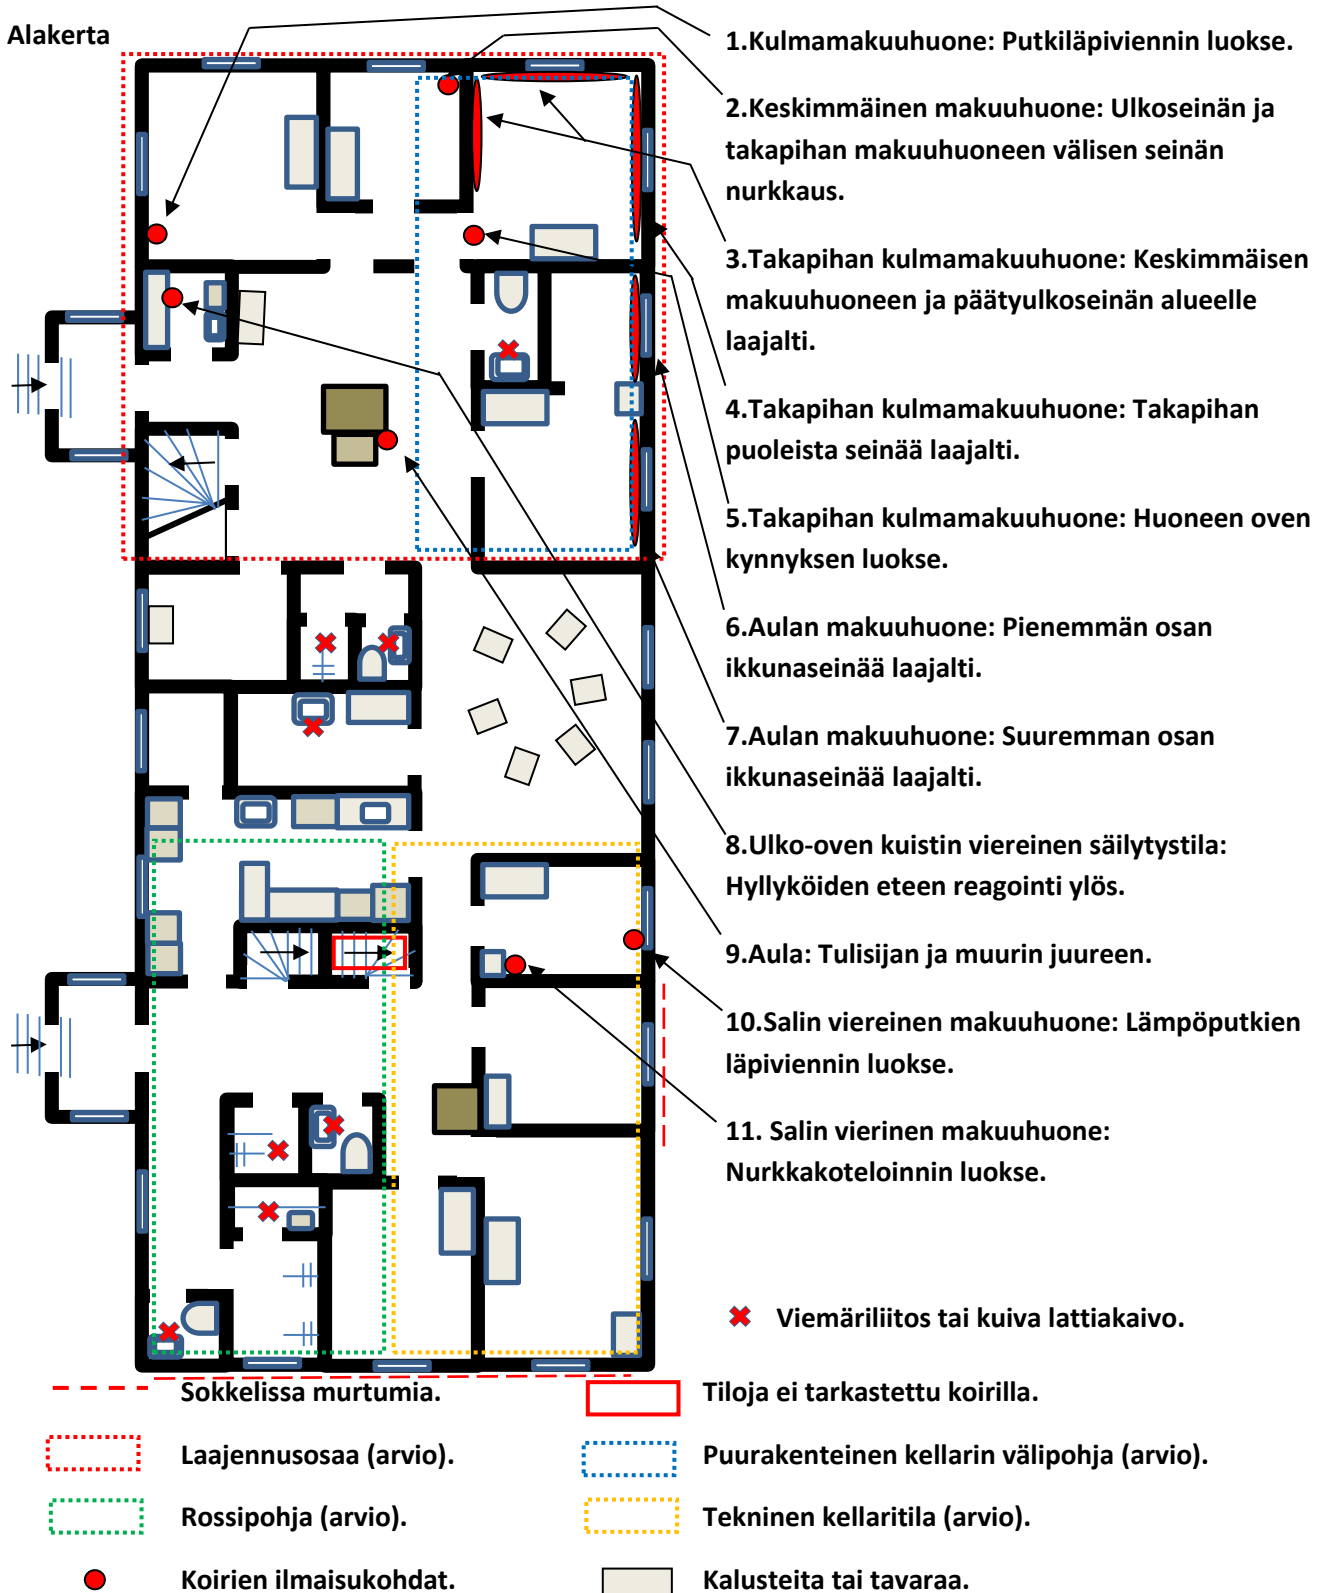 Alakerta
1.Kulmamakuuhuone: Putkiläpiviennin luokse.
2.Keskimmäinen makuuhuone: Ulkoseinän ja
takapihan makuuhuoneen välisen seinän
nurkkaus.
3.Takapihan kulmamakuuhuone: Keskimmäisen
makuuhuoneen ja päätyulkoseinän alueelle
laajalti.
4.Takapihan kulmamakuuhuone: Takapihan
puoleista seinää laajalti.
5.Takapihan kulmamakuuhuone: Huoneen oven
kynnyksen luokse.
6.Aulan makuuhuone: Pienemmän osan
ikkunaseinää laajalti.
7.Aulan makuuhuone: Suuremman osan
ikkunaseinää laajalti.
8.Ulko-oven kuistin viereinen säilytystila:
Hyllyköiden eteen reagointi ylös.
9.Aula: Tulisijan ja muurin juureen.
10.Salin viereinen makuuhuone: Lämpöputkien
läpiviennin luokse.
11. Salin vierinen makuuhuone:
Nurkkakoteloinnin luokse.
Viemäriliitos tai kuiva lattiakaivo.
Sokkelissa murtumia.
Tiloja ei tarkastettu koirilla.
Laajennusosaa (arvio).
Puurakenteinen kellarin välipohja (arvio).
Rossipohja (arvio).
Tekninen kellaritila (arvio).
Koirien ilmaisukohdat.
Kalusteita tai tavaraa.